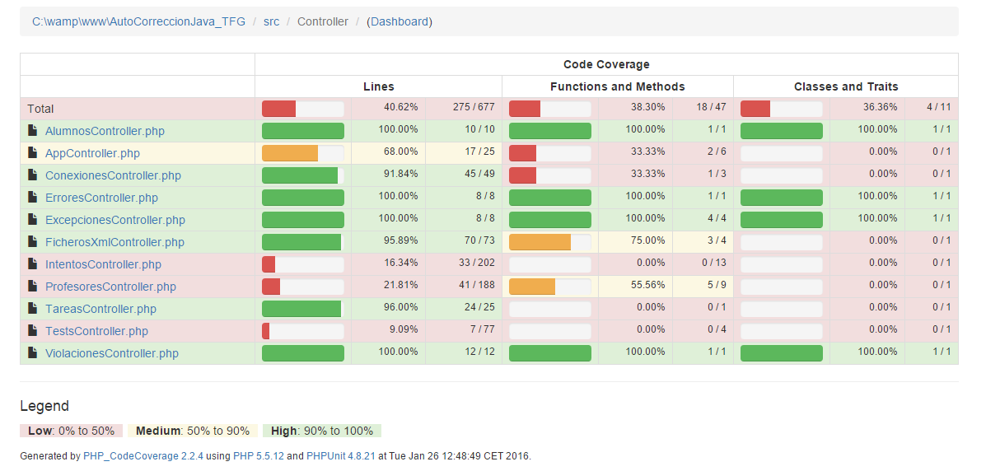 C:\wamp\www\AutoCorreccionJava_TFG / src / Controller / (Dashboard)
Code Coverage
Lines Functions and Methods Classes and Traits
Total 40.62% 275 / 677 38.30% 18 / 47 36.36% 4 / 11
AlumnosController.php 100.00% 10 / 10 100.00% 1 / 1 100.00% 1 / 1
AppController.php 68.00% 17 / 25 33.33% 2 / 6 0.00% 0 / 1
ConexionesController.php 91.84% 45 / 49 33.33% 1 / 3 0.00% 0 / 1
ErroresController.php 100.00% 8 / 8 100.00% 1 / 1 100.00% 1 / 1
ExcepcionesController.php 100.00% 8 / 8 100.00% 4 / 4 100.00% 1 / 1
FicherosXmlController.php 95.89% 70 / 73 75.00% 3 / 4 0.00% 0 / 1
IntentosController.php 16.34% 33 / 202 0.00% 0 / 13 0.00% 0 / 1
ProfesoresController.php 21.81% 41 / 188 55.56% 5 / 9 0.00% 0 / 1
TareasController.php 96.00% 24 / 25 0.00% 0 / 1 0.00% 0 / 1
TestsController.php 9.09% 7 / 77 0.00% 0 / 4 0.00% 0 / 1
ViolacionesController.php 100.00% 12 / 12 100.00% 1 / 1 100.00% 1 / 1
Legend
Low: 0% to 50% Medium: 50% to 90% High: 90% to 100%
Generated by PHP_CodeCoverage 2.2.4 using PHP 5.5.12 and PHPUnit 4.8.21 at Tue Jan 26 12:48:49 CET 2016.